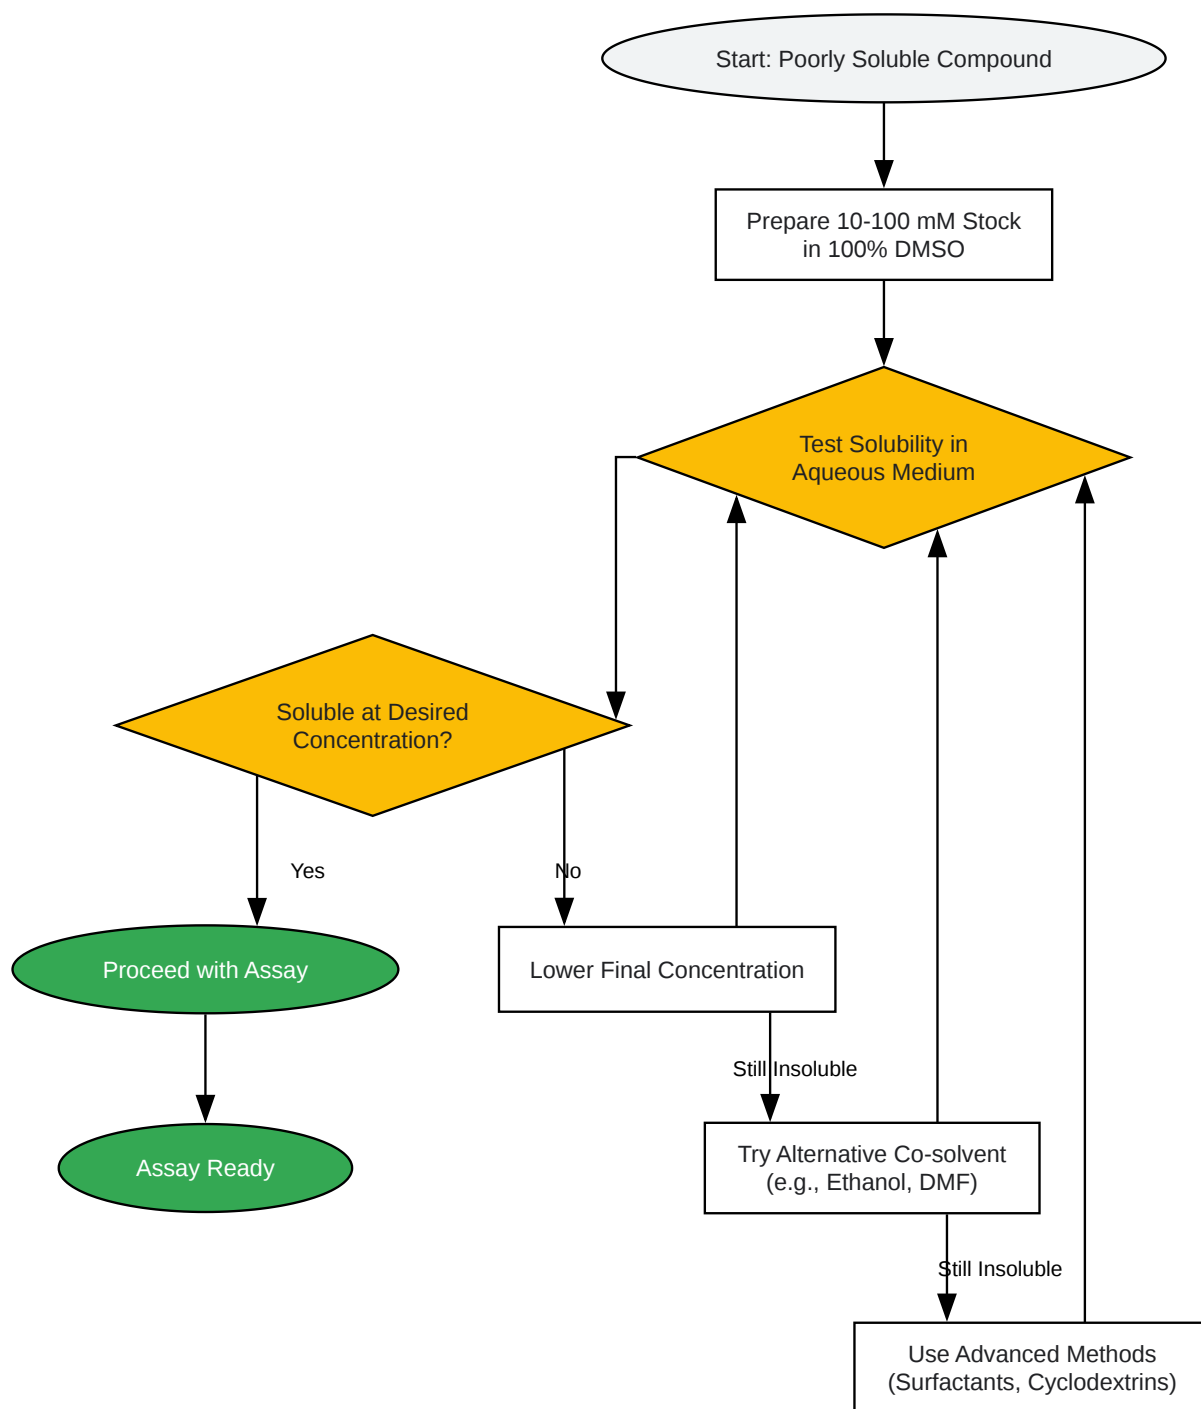 Start: Poorly Soluble Compound
Prepare 10-100 mM Stock
in 100% DMSO
Test Solubility in
Aqueous Medium
Soluble at Desired
Concentration?
Yes
No
Proceed with Assay
Lower Final Concentration
Still Insoluble
Assay Ready
Try Alternative Co-solvent
(e.g., Ethanol, DMF)
Still Insoluble
Use Advanced Methods
(Surfactants, Cyclodextrins)